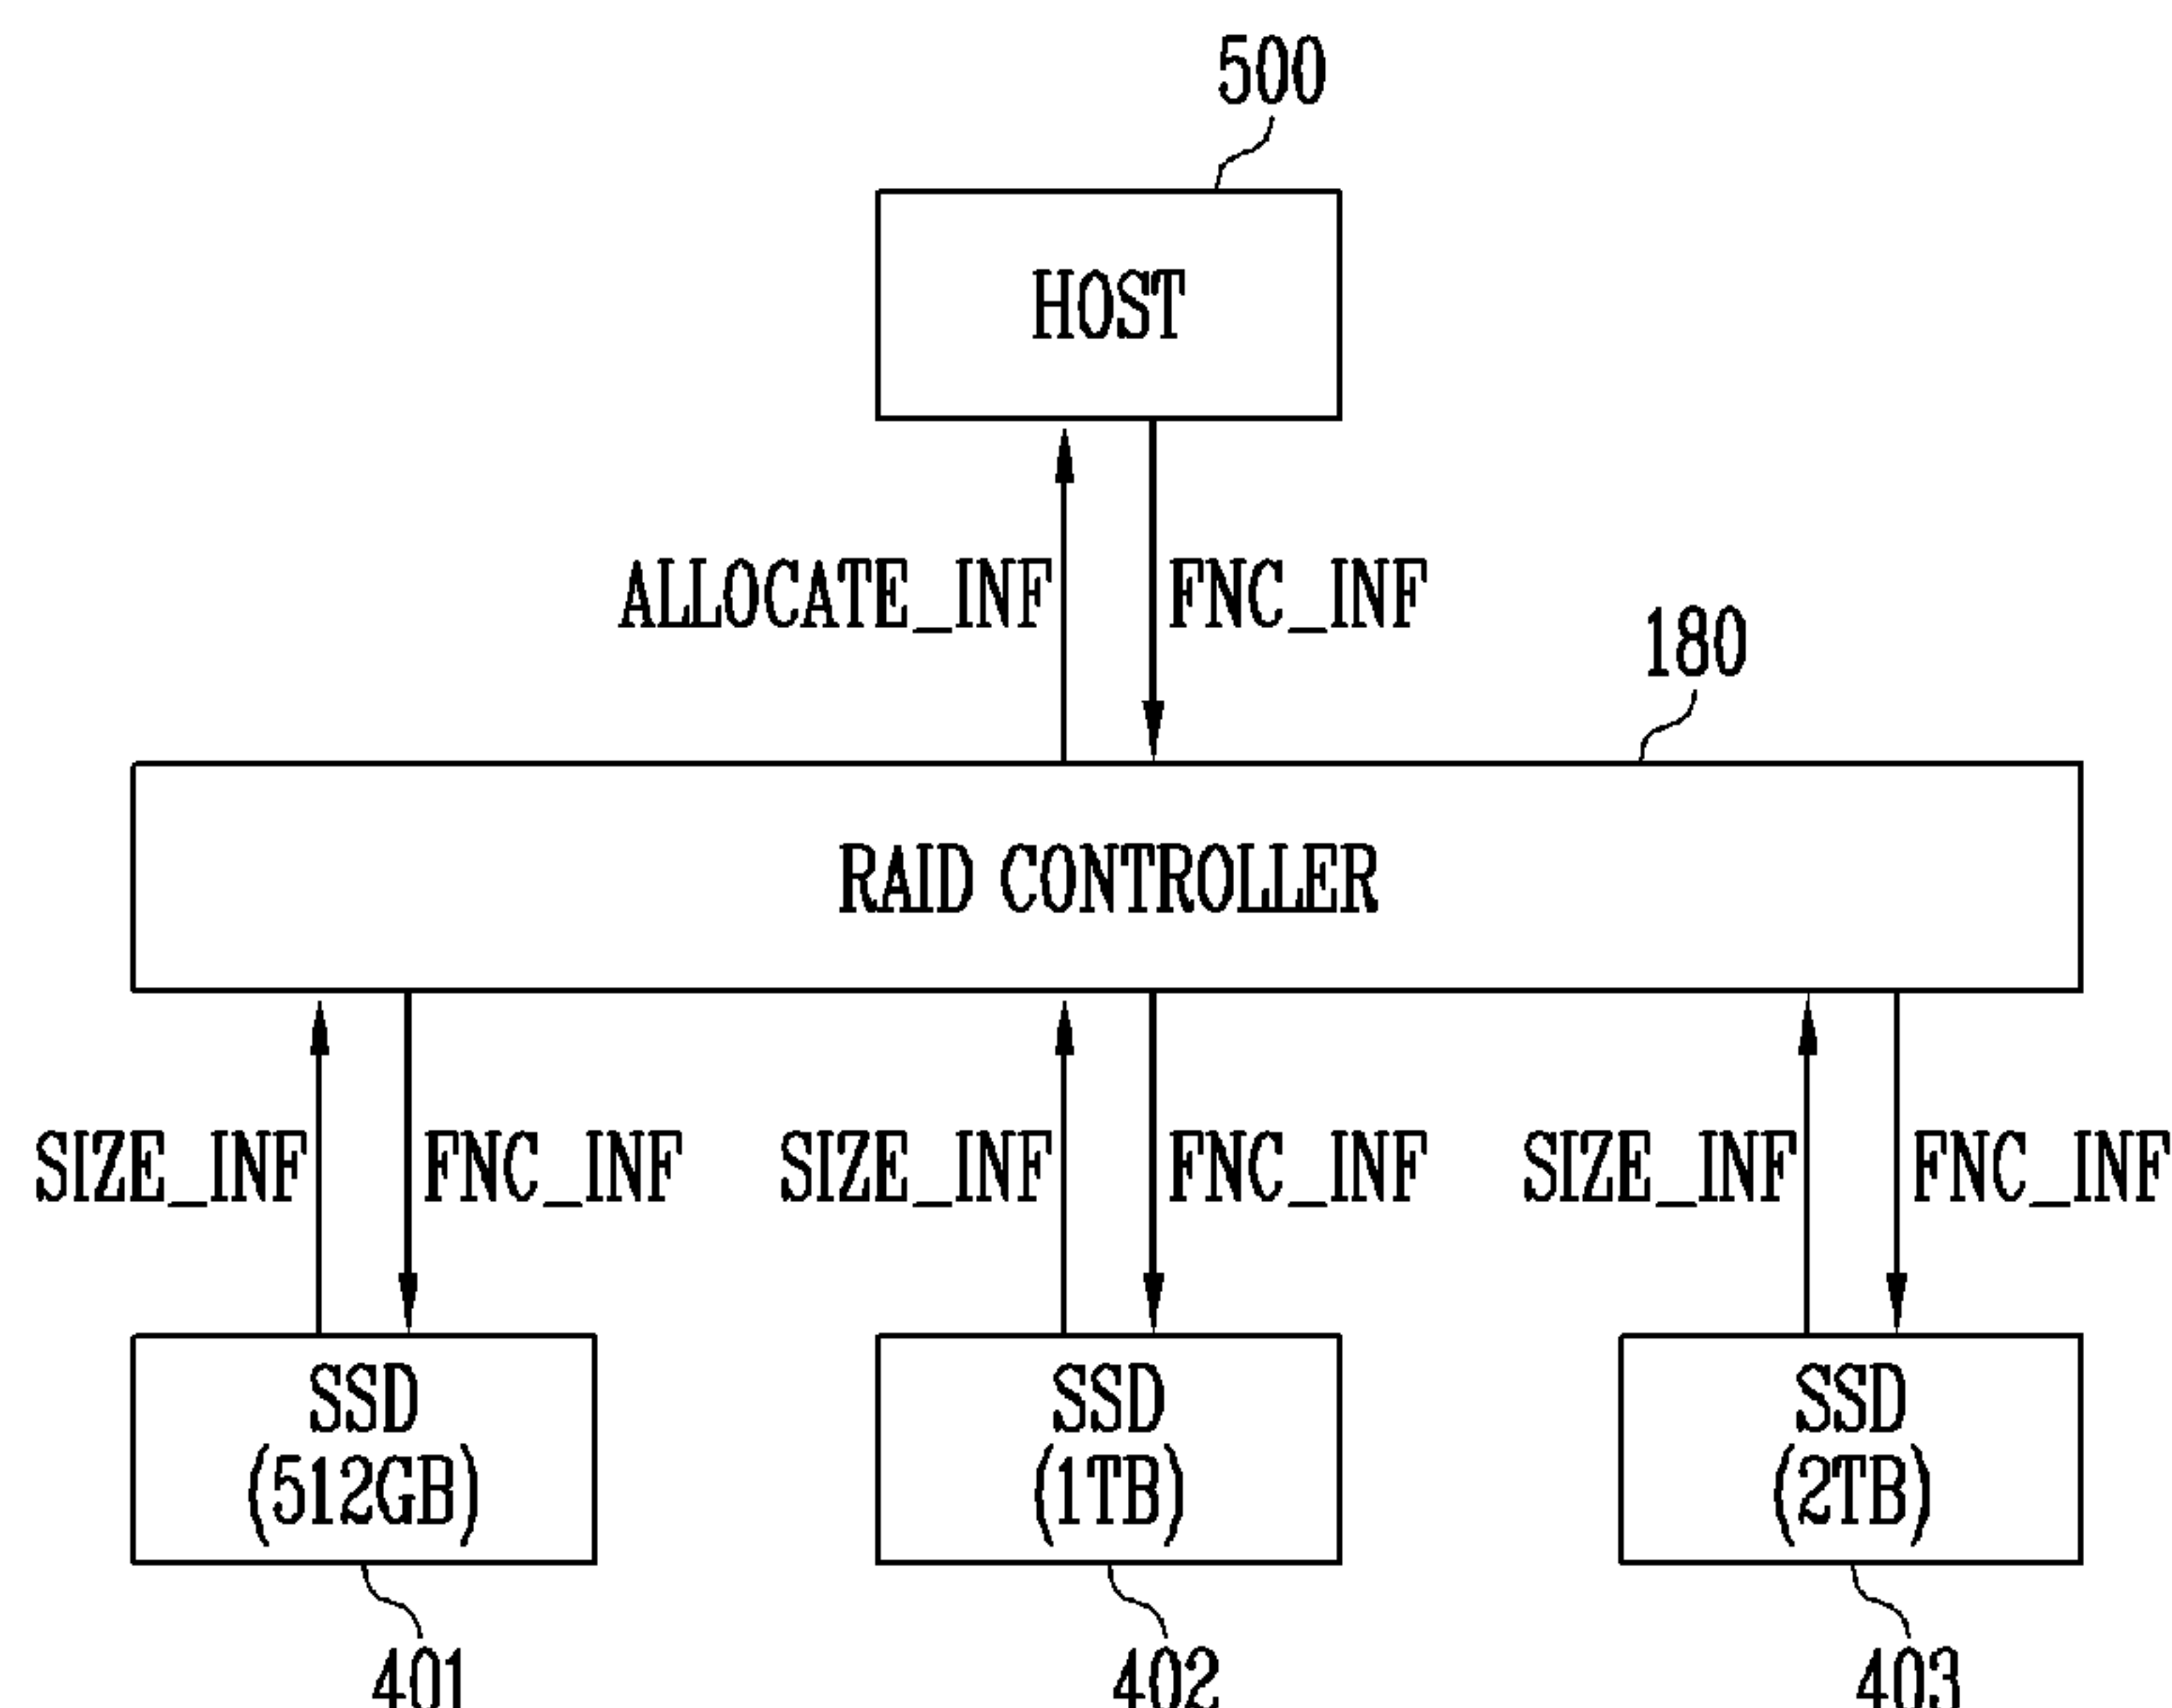 500
HOST
ALLOCATE_INF FNC_INF
180
RAID CONTROLLER
SIZE_INF FNC_INF SIZE_INF FNC_INF SIZE_INF FNC_INF
SSD
(512GB)
SSD
(1TB)
SSD
(2TB)
401 402 403